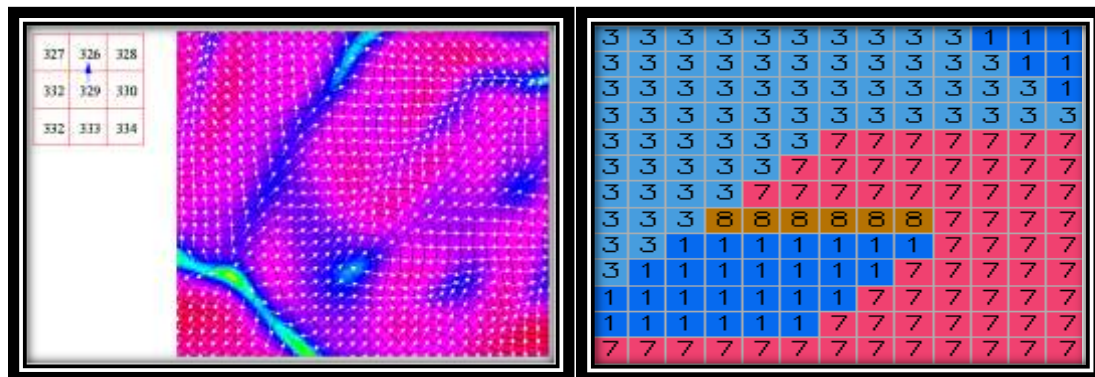 327 326 328
332 329 330
332 333 334
3 3 3 3 3 3 3 3 3 3 1 1 1
3 3 3 3 3 3 3 3 3 3 3 1 1
3 3 3 3 3 3 3 3 3 3 3 3 1
3 3 3 3 3 3 3 3 3 3 3 3 3
3 3 3 3 3 3 7 7 7 7 7 7 7
3 3 3 3 3 7 7 7 7 7 7 7 7
3 3 3 3 7 7 7 7 7 7 7 7 7
3 3 3 8 8 8 8 8 8 7 7 7 7
3 3 1 1 1 1 1 1 1 7 7 7 7
3 1 1 1 1 1 1 1 7 7 7 7 7
1 1 1 1 1 1 1 7 7 7 7 7 7
1 1 1 1 1 1 7 7 7 7 7 7 7
7 7 7 7 7 7 7 7 7 7 7 7 7